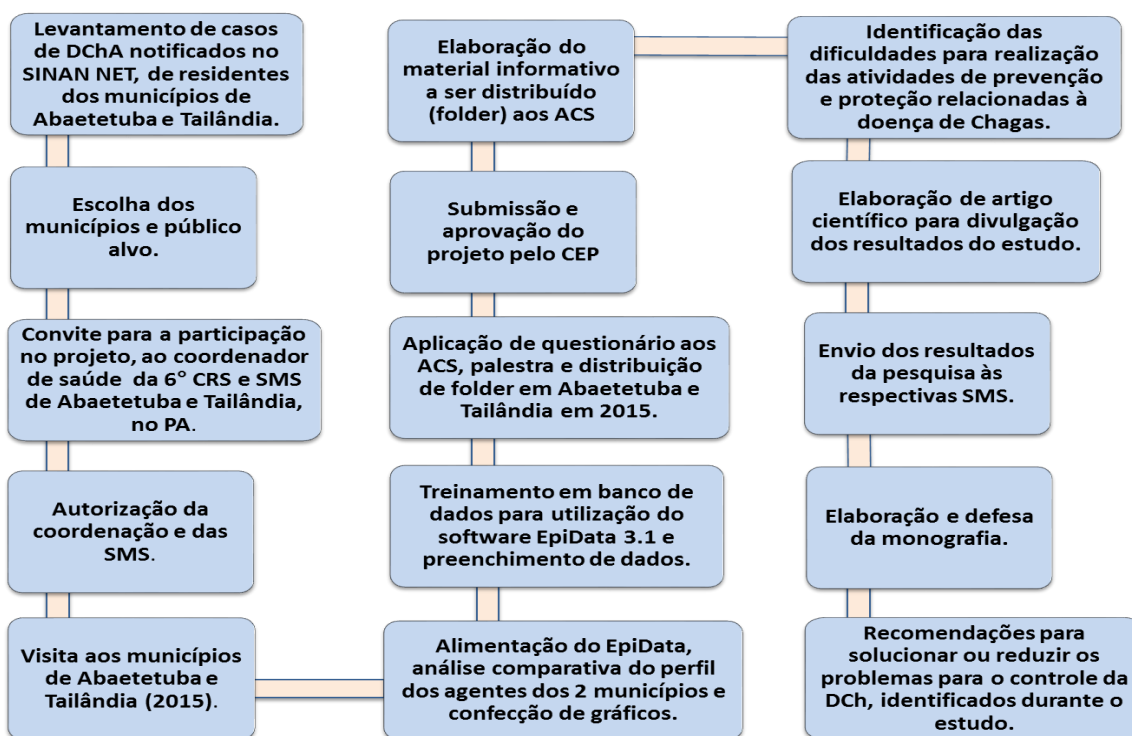 Levantamento de casos
de DChA notificados no
SINAN NET, de residentes
dos municípios de
Abaetetuba e Tailândia.
Escolha dos
municípios e público
alvo.
Convite para a participação
no projeto, ao coordenador
de saúde da 6° CRS e SMS
de Abaetetuba e Tailândia,
no PA.
Autorização da
coordenação e das
SMS.
Visita aos municípios
de Abaetetuba e
Tailândia (2015).
Elaboração do
material informativo
a ser distribuído
(folder) aos ACS
Submissão e
aprovação do
projeto pelo CEP
Aplicação de questionário aos
ACS, palestra e distribuição
de folder em Abaetetuba e
Tailândia em 2015.
Treinamento em banco de
dados para utilização do
software EpiData 3.1 e
preenchimento de dados.
Alimentação do EpiData,
análise comparativa do perfil
dos agentes dos 2 municípios e
confecção de gráficos.
Identificação das
dificuldades para realização
das atividades de prevenção
e proteção relacionadas à
doença de Chagas.
Elaboração de artigo
científico para divulgação
dos resultados do estudo.
Envio dos resultados
da pesquisa às
respectivas SMS.
Elaboração e defesa
da monografia.
Recomendações para
solucionar ou reduzir os
problemas para o controle da
DCh, identificados durante o
estudo.